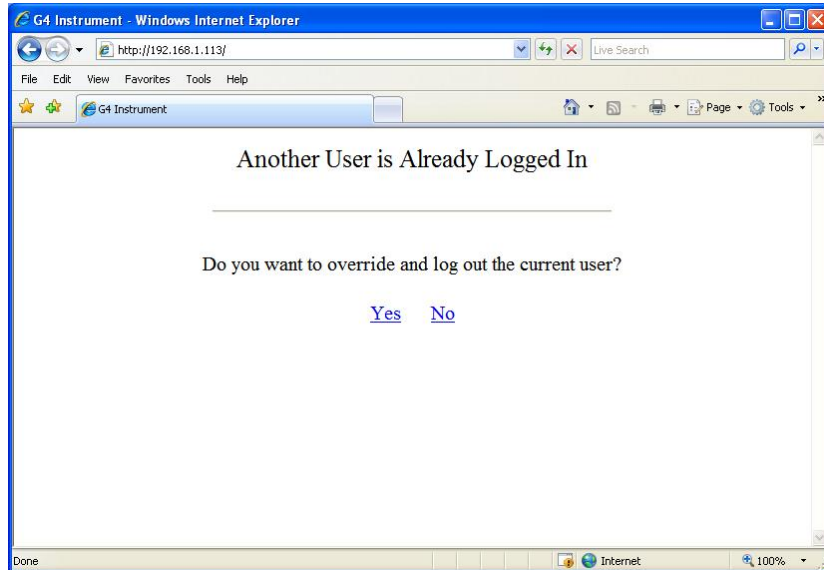 G4 Instrument - Windows Internet Explorer
http://192.168.1.113/
Live Search
File Edit View Favorites Tools Help
G4 Instrument
Page Tools »
Another User is Already Logged In
Do you want to override and log out the current user?
Yes No
Done Internet 100%